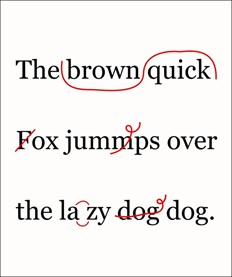 The brown quick
Fox jummps over
the la zy dog dog.